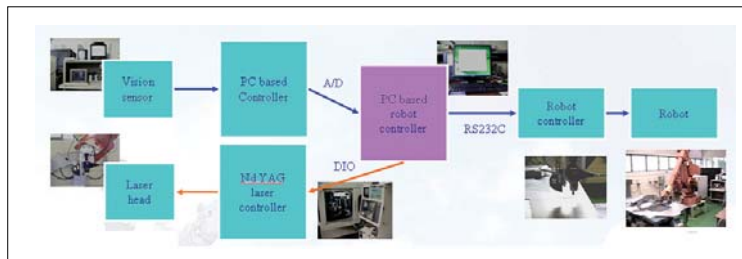 Vision
sensor
PC based
Controller
A/D
PC based
robot
controller
RS232C
Robot
controller
Robot
DIO
Laser
head
Nd-YAG
laser
controller